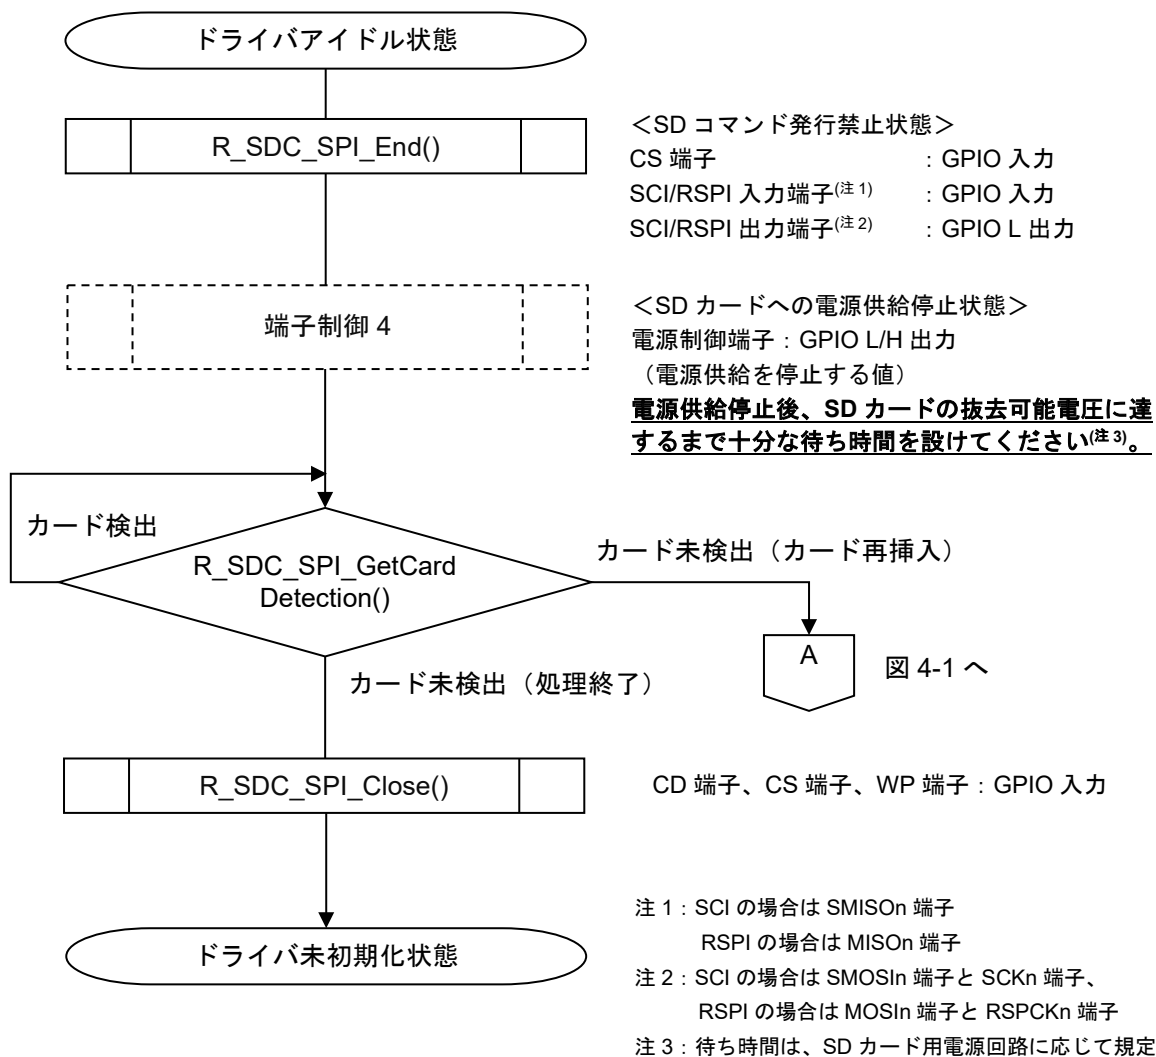 ドライバアイドル状態
R_SDC_SPI_End()
＜SD コマンド発行禁止状態＞
CS 端子 : GPIO 入力
SCI/RSPI 入力端子(注 1) : GPIO 入力
SCI/RSPI 出力端子(注 2) : GPIO L 出力
端子制御 4
＜SD カードへの電源供給停止状態＞
電源制御端子：GPIO L/H 出力
（電源供給を停止する値）
電源供給停止後、SD カードの抜去可能電圧に達
するまで十分な待ち時間を設けてください(注 3)。
カード検出
R_SDC_SPI_GetCard
Detection()
カード未検出（カード再挿入）
A
図 4-1 へ
カード未検出（処理終了）
R_SDC_SPI_Close()
CD 端子、CS 端子、WP 端子：GPIO 入力
ドライバ未初期化状態
注 1：SCI の場合は SMISOn 端子
RSPI の場合は MISOn 端子
注 2：SCI の場合は SMOSIn 端子と SCKn 端子、
RSPI の場合は MOSIn 端子と RSPCKn 端子
注 3：待ち時間は、SD カード用電源回路に応じて規定